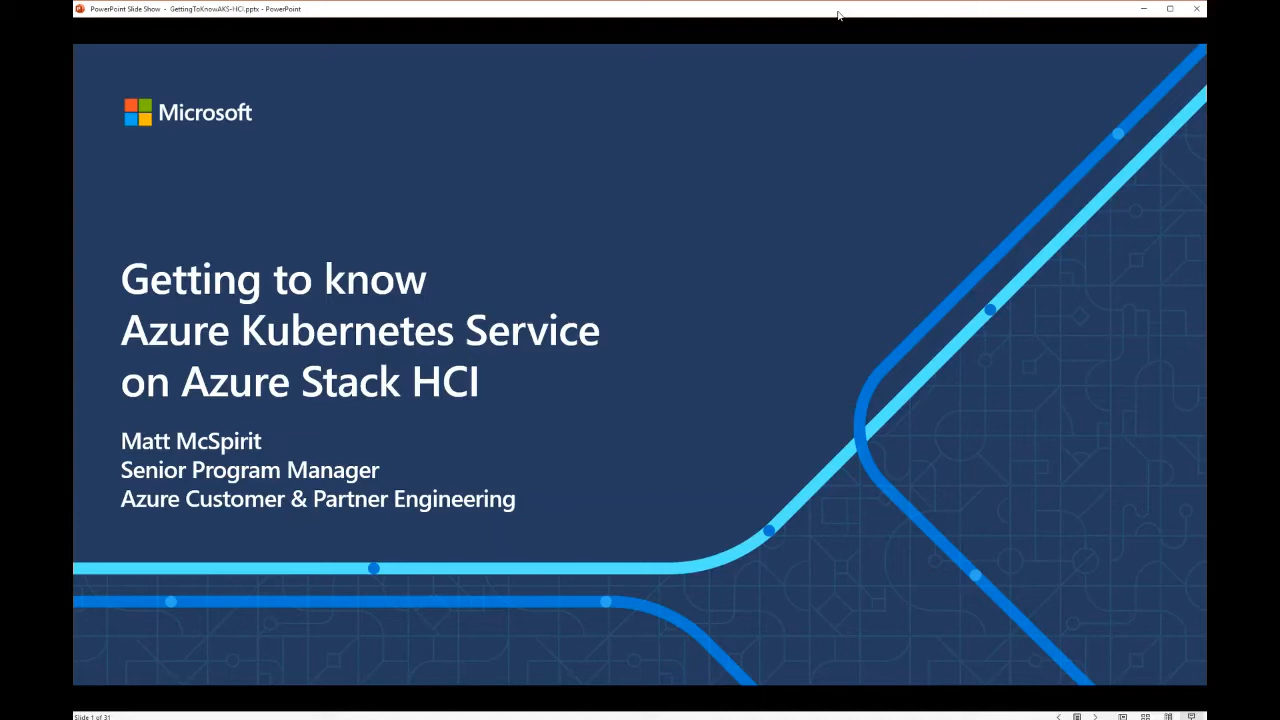 PowerPoint Slide Show - GettingToKnowAKS-HCI.pptx - PowerPoint
Microsoft
Getting to know
Azure Kubernetes Service
on Azure Stack HCI
Matt McSpirit
Senior Program Manager
Azure Customer & Partner Engineering
Slide 1 of 31